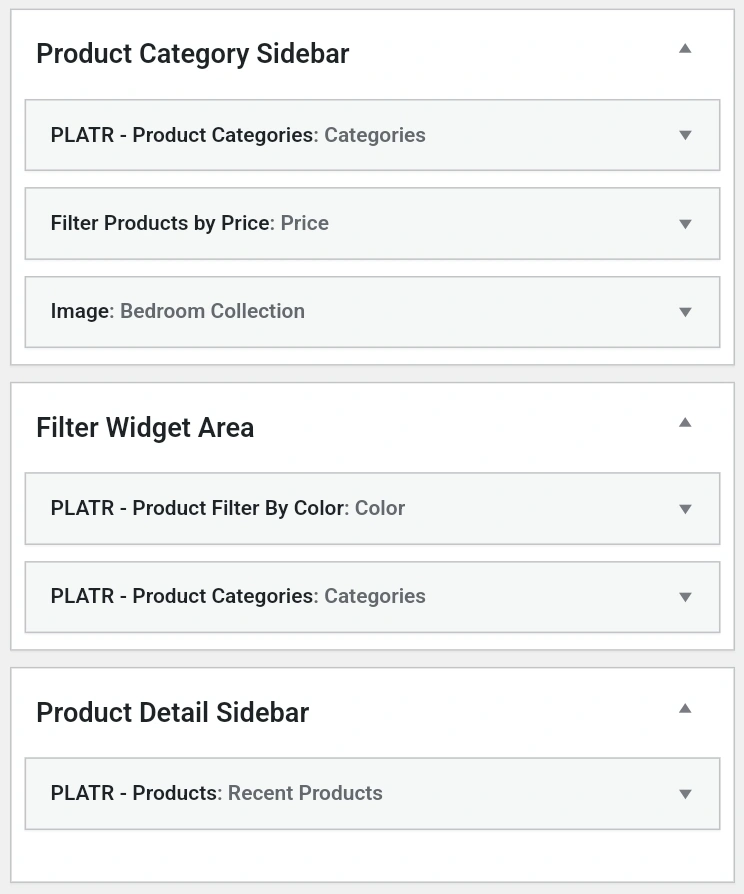 Product Category Sidebar
PLATR - Product Categories: Categories
Filter Products by Price: Price
Image: Bedroom Collection
Filter Widget Area
PLATR - Product Filter By Color: Color
PLATR - Product Categories: Categories
Product Detail Sidebar
PLATR - Products: Recent Products